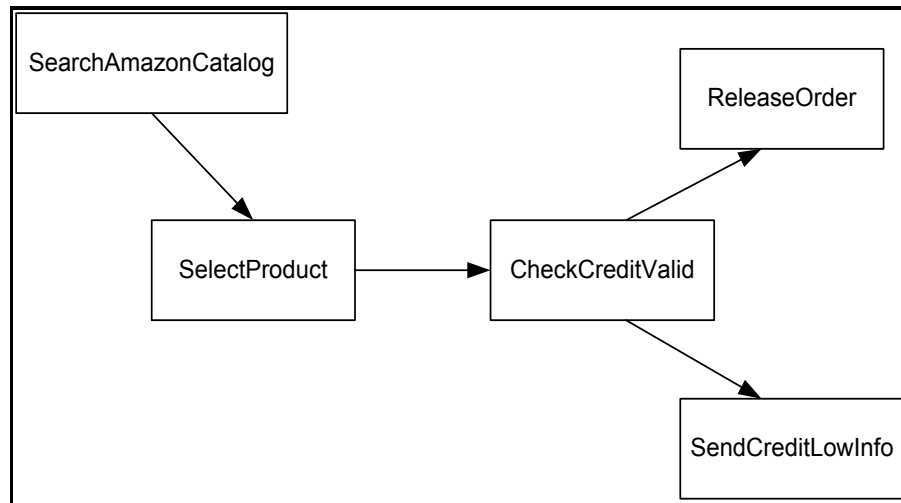 SearchAmazonCatalog
ReleaseOrder
SelectProduct
CheckCreditValid
SendCreditLowInfo